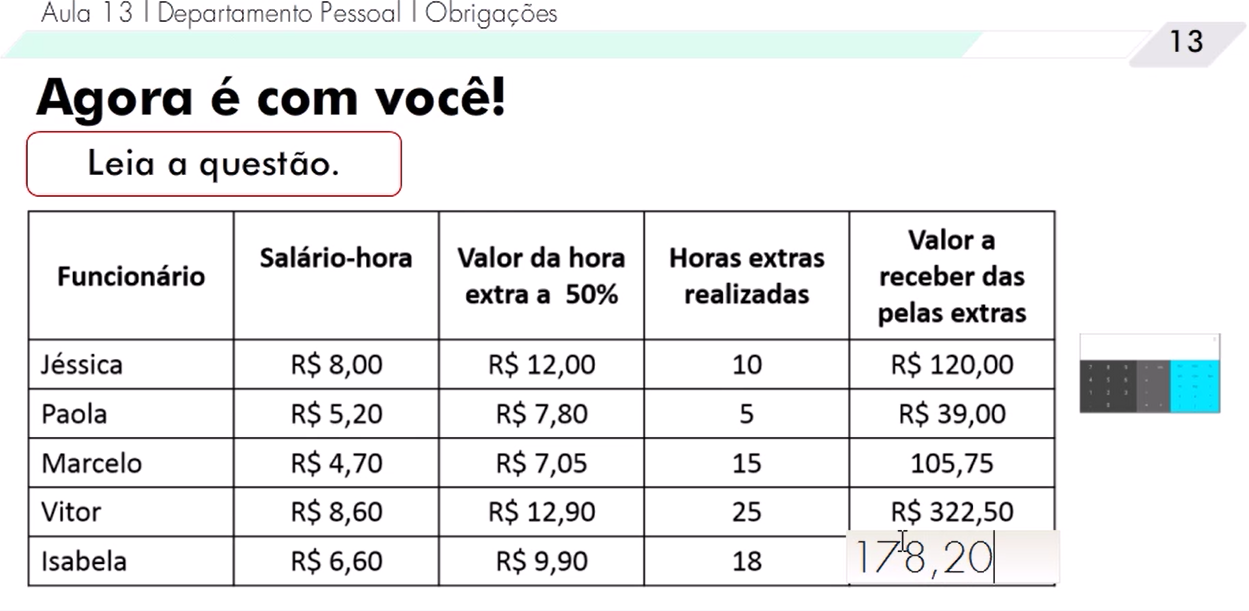 Aula 13 | Departamento Pessoal | Obrigações
13
Agora é com você!
Leia a questão.
Funcionário
Salário-hora
Valor da hora
extra a 50%
Horas extras
realizadas
Valor a
receber das
pelas extras
Jéssica R$ 8,00 R$ 12,00 10 R$ 120,00
Paola R$ 5,20 R$ 7,80 5 R$ 39,00
Marcelo R$ 4,70 R$ 7,05 15 105,75
Vitor R$ 8,60 R$ 12,90 25 R$ 322,50
Isabela R$ 6,60 R$ 9,90 18 178,20